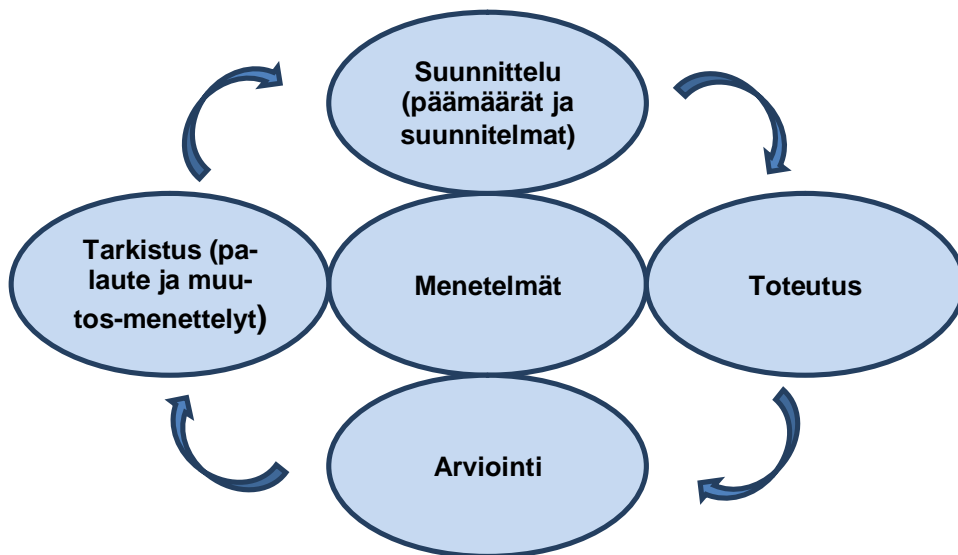 Suunnittelu
(päämäärät ja
suunnitelmat)
Tarkistus (pa-
laute ja muu-
tos-menettelyt)
Menetelmät
Toteutus
Arviointi